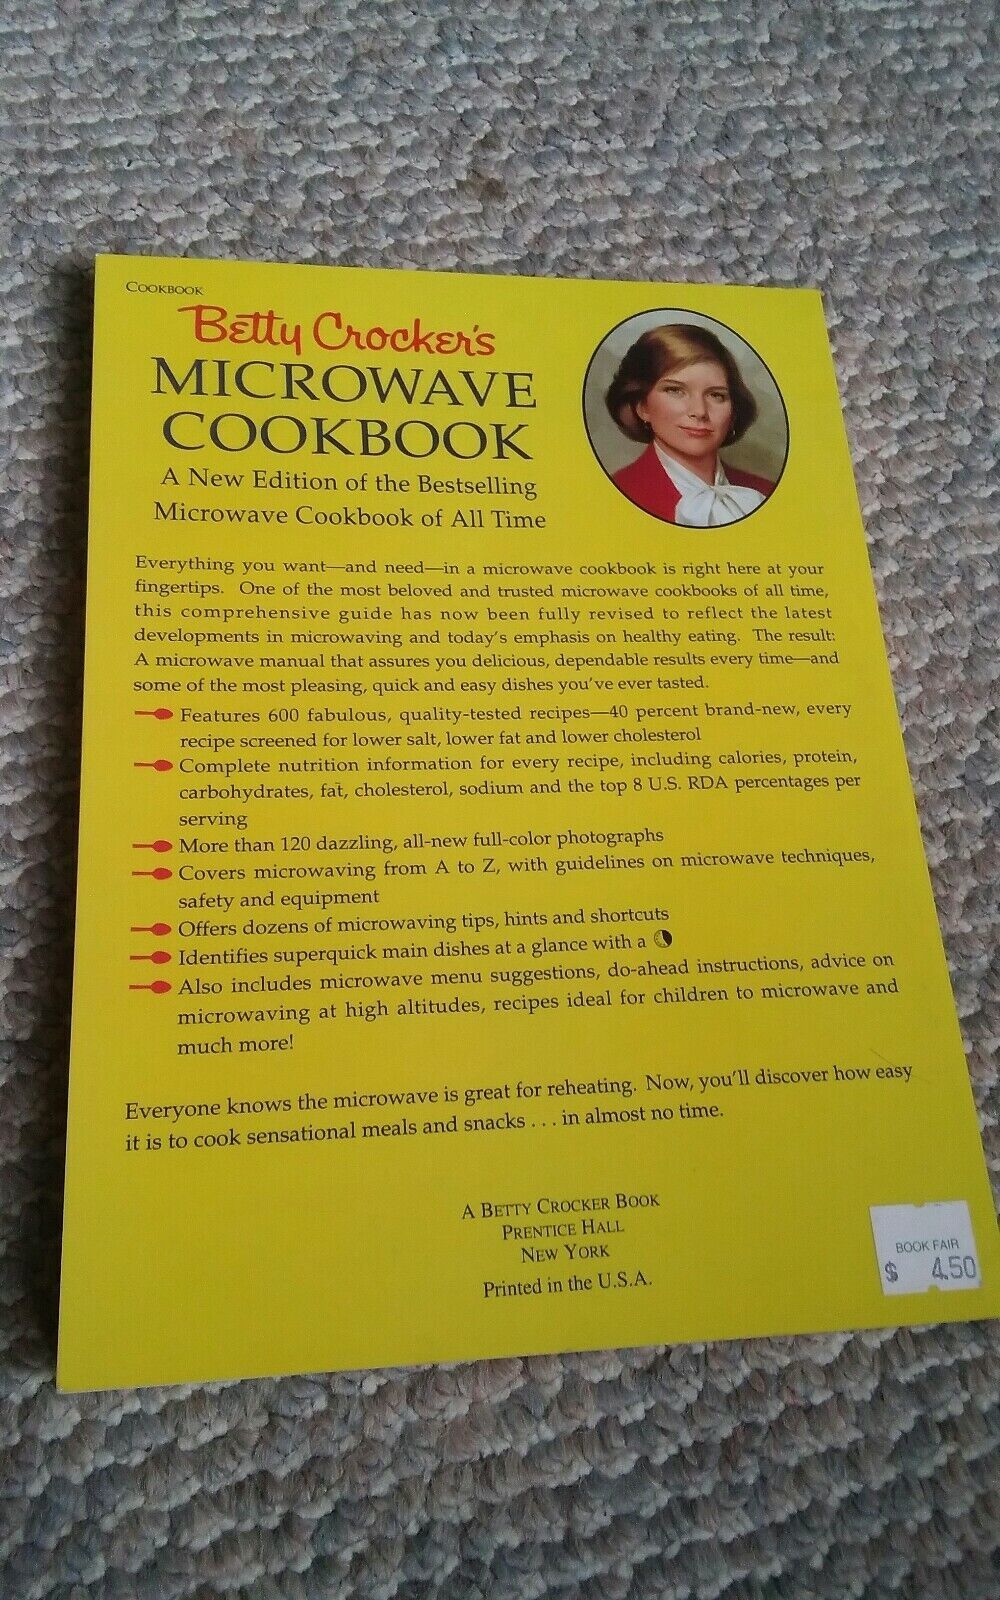 COOKBOOK
Betty Crocker's
MICROWAVE
COOKBOOK
A New Edition of the Bestselling
Microwave Cookbook of All Time
Everything you want—and need—in a microwave cookbook is right here at your
fingertips. One of the most beloved and trusted microwave cookbooks of all time,
this comprehensive guide has now been fully revised to reflect the latest
developments in microwaving and today's emphasis on healthy eating. The result:
A microwave manual that assures you delicious, dependable results every time—and
some of the most pleasing, quick and easy dishes you've ever tasted.
Features 600 fabulous, quality-tested recipes—40 percent brand-new, every
recipe screened for lower salt, lower fat and lower cholesterol
Complete nutrition information for every recipe, including calories, protein,
carbohydrates, fat, cholesterol, sodium and the top 8 U.S. RDA percentages per
serving
More than 120 dazzling, all-new full-color photographs
Covers microwaving from A to Z, with guidelines on microwave techniques,
safety and equipment
Offers dozens of microwaving tips, hints and shortcuts
Identifies superquick main dishes at a glance with a
Also includes microwave menu suggestions, do-ahead instructions, advice on
microwaving at high altitudes, recipes ideal for children to microwave and
much more!
Everyone knows the microwave is great for reheating. Now, you'll discover how easy
it is to cook sensational meals and snacks . . . in almost no time.
A BETTY CROCKER BOOK
PRENTICE HALL
NEW YORK
Printed in the U.S.A.
BOOK FAIR
$ 4.50